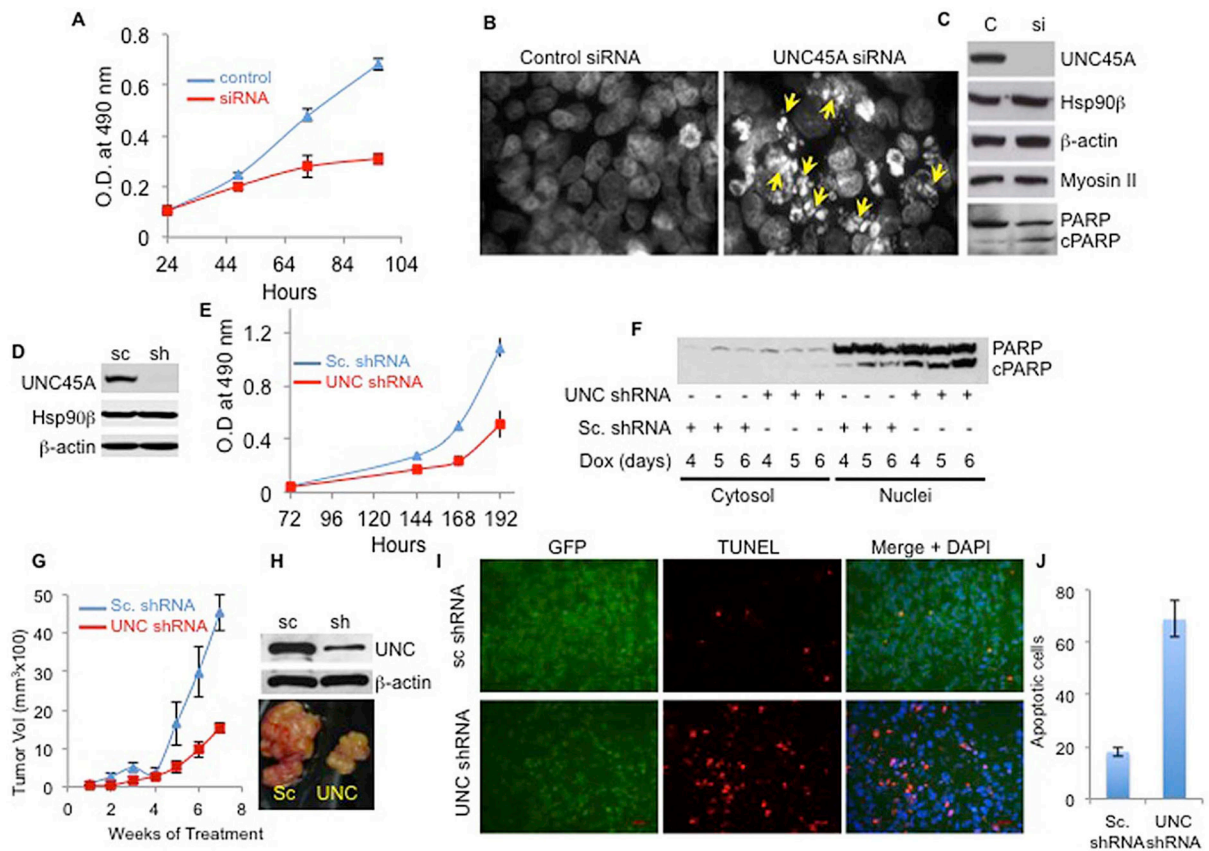 A
0.8
0.6
0.4
0.2
0
O.D. at 490 nm
control
siRNA
24 44 64 84 104
Hours
B
Control siRNA UNC45A siRNA
C
C si
UNC45A
Hsp90β
β-actin
Myosin II
PARP
cPARP
D
sc sh
UNC45A
Hsp90β
β-actin
E
1.2
0.8
0.4
0
O.D at 490 nm
Sc. shRNA
UNC shRNA
72 96 120 144 168 192
Hours
F
PARP
cPARP
UNC shRNA - - - + + + - - - + + +
Sc. shRNA + + + - - - + + + - - -
Dox (days) 4 5 6 4 5 6 4 5 6 4 5 6
Cytosol Nuclei
G
50
40
30
20
10
0
Tumor Vol (mm³x100)
Sc. shRNA
UNC shRNA
0 2 4 6 8
Weeks of Treatment
H
sc sh
UNC
β-actin
Sc UNC
I
GFP TUNEL Merge + DAPI
sc shRNA
UNC shRNA
J
80
60
40
20
0
Apoptotic cells
Sc. UNC
shRNA shRNA